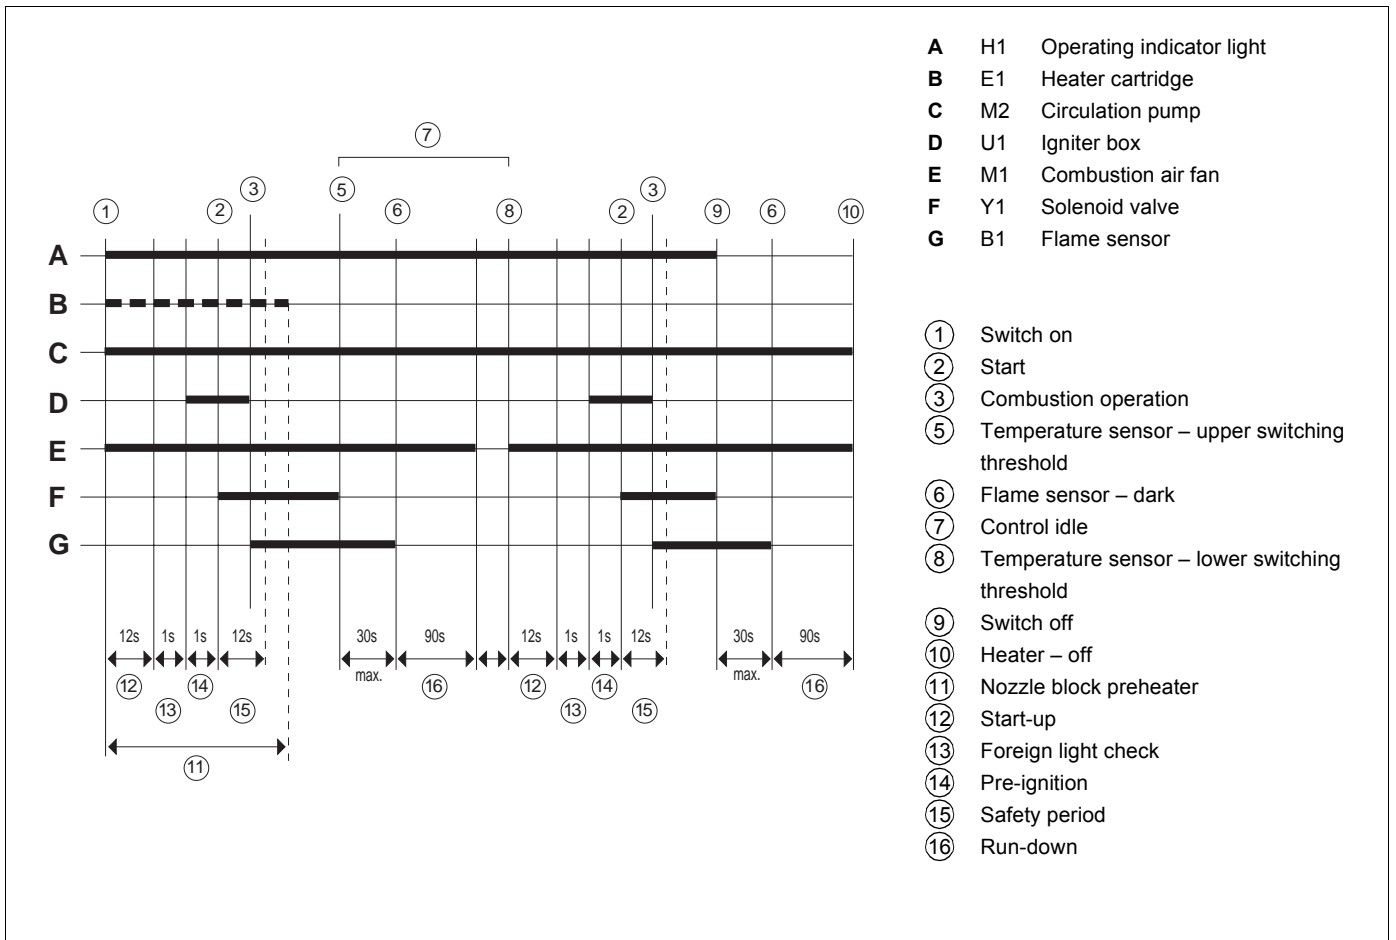 A H1 Operating indicator light
B E1 Heater cartridge
C M2 Circulation pump
D U1 Igniter box
E M1 Combustion air fan
F Y1 Solenoid valve
G B1 Flame sensor
7
3 5 3
1 2 6 8 2 9 6 10
A
B
C
D
E
F
G
12s 1s 1s 12s 30s 90s 12s 1s 1s 12s 30s 90s
max. max.
12 14 16 12 14 16
13 15 13 15
11
1 Switch on
2 Start
3 Combustion operation
5 Temperature sensor – upper switching
threshold
6 Flame sensor – dark
7 Control idle
8 Temperature sensor – lower switching
threshold
9 Switch off
10 Heater – off
11 Nozzle block preheater
12 Start-up
13 Foreign light check
14 Pre-ignition
15 Safety period
16 Run-down